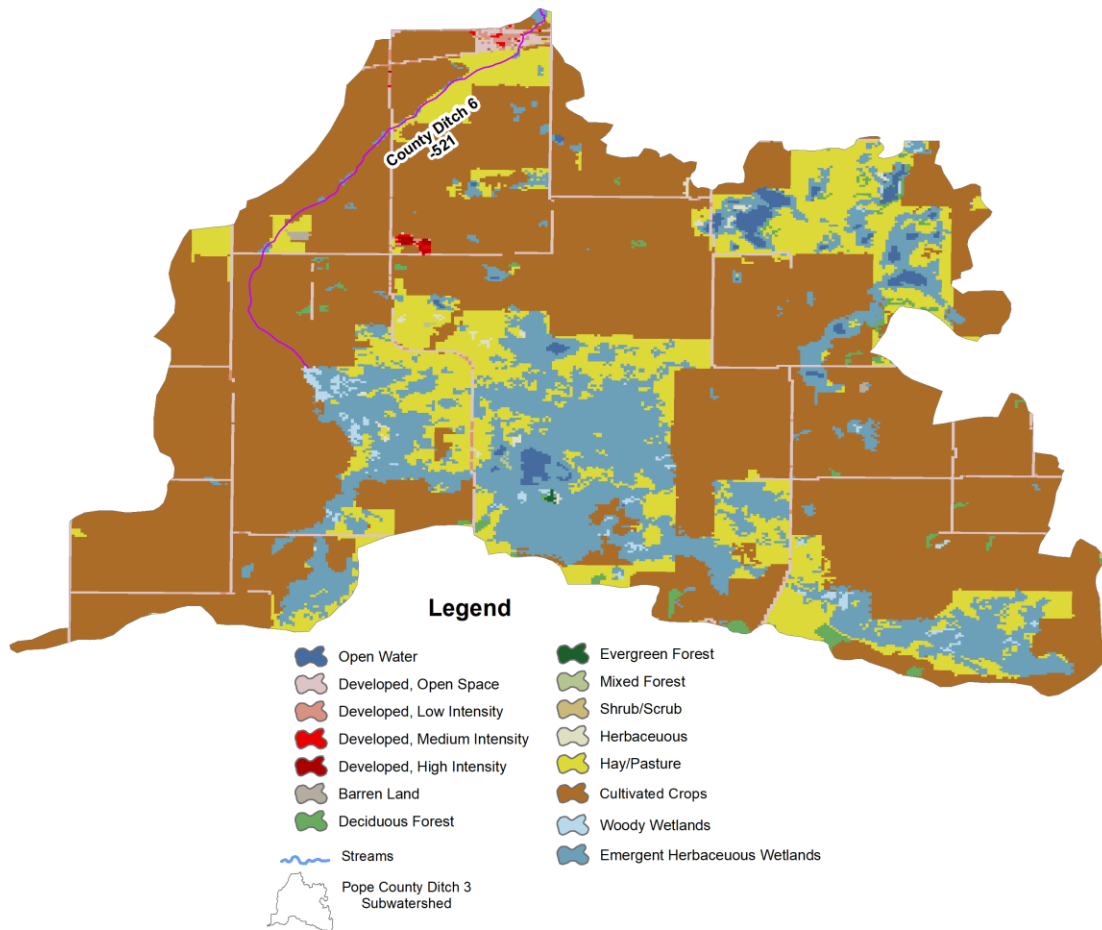 County Ditch 6
-521
Legend
Open Water
Developed, Open Space
Developed, Low Intensity
Developed, Medium Intensity
Developed, High Intensity
Barren Land
Deciduous Forest
Streams
Pope County Ditch 3
Subwatershed
Evergreen Forest
Mixed Forest
Shrub/Scrub
Herbaceuous
Hay/Pasture
Cultivated Crops
Woody Wetlands
Emergent Herbaceuous Wetlands